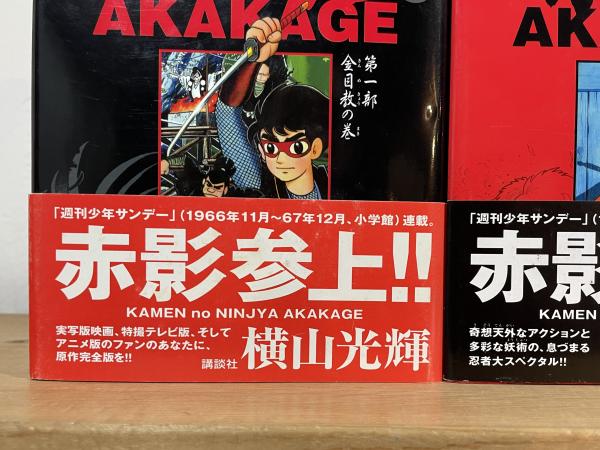 AKAKAGE
第一部
金目教の巻
「週刊少年サンデー」(1966年11月〜67年12月、小学館)連載。
赤影参上!!
KAMEN no NINJYA AKAKAGE
実写版映画、特撮テレビ版、そして
アニメ版のファンのあなたに、
原作完全版を!!
講談社
横山光輝
AK
「週刊少年サンデー」(1
赤影
KAMEN
奇想天外なアクションと
多彩な妖術の、息づまる
忍者大スペクタル!!